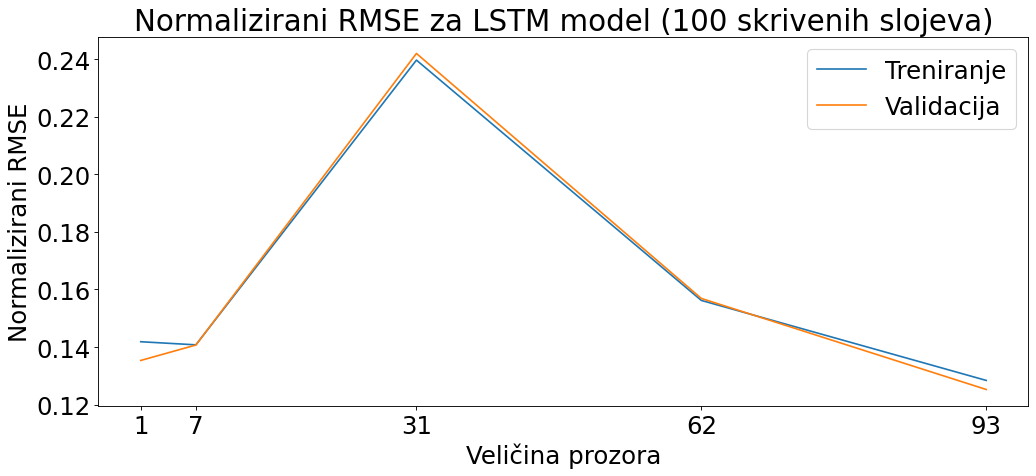 Normalizirani RMSE za LSTM model (100 skrivenih slojeva)
Normalizirani RMSE
0.24
0.22
0.20
0.18
0.16
0.14
0.12
Treniranje
Validacija
1 7 31 62 93
Veličina prozora